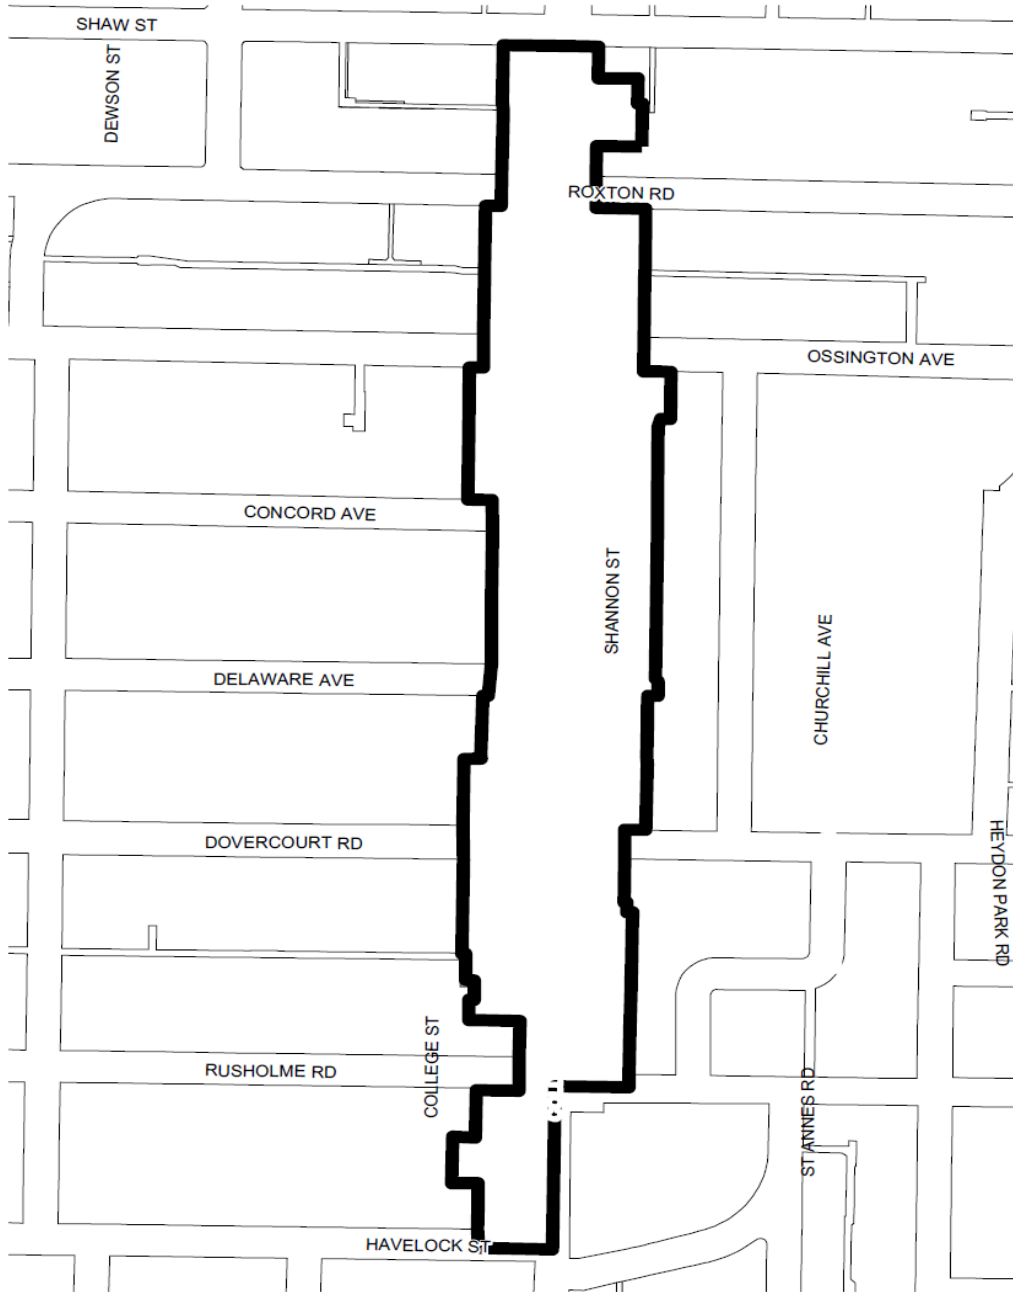 SHAW ST
DEWSON ST
ROXTON RD
OSSINGTON AVE
CONCORD AVE
SHANNON ST
CHURCHILL AVE
DELAWARE AVE
DOVERCOURT RD
HEYDON PARK RD
COLLEGE ST
RUSHOLME RD
ST ANNES RD
HAVELOCK ST